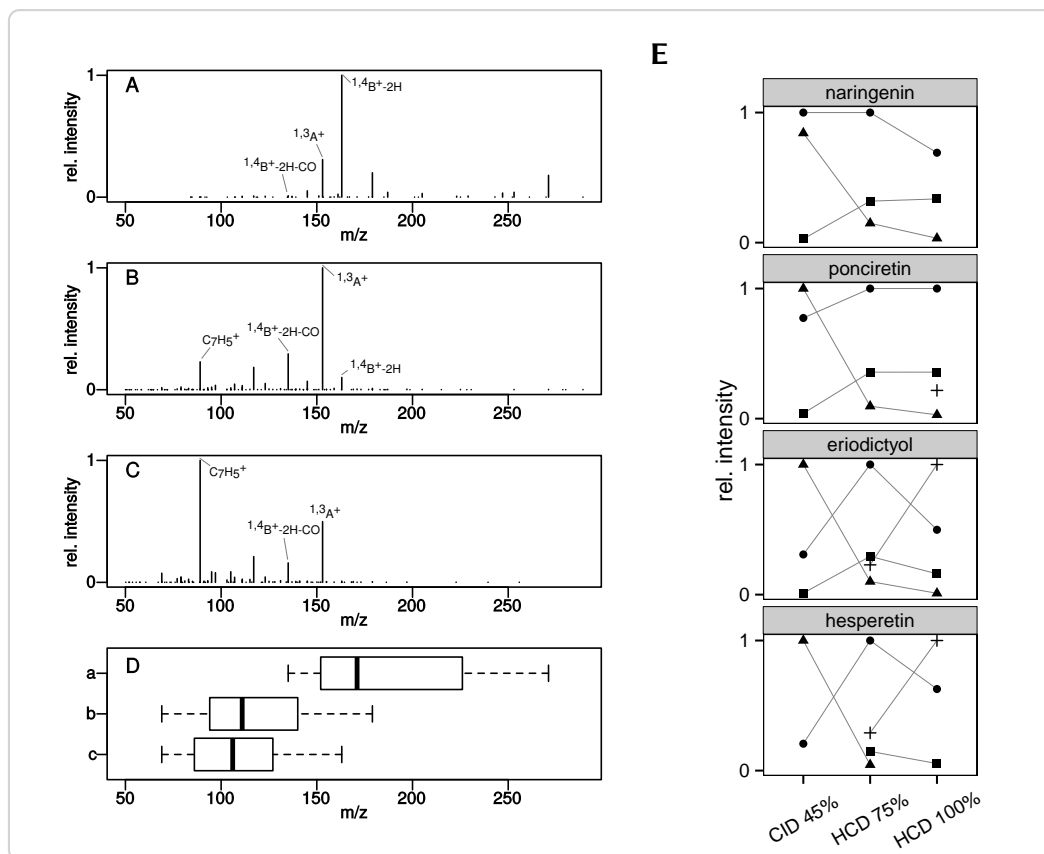 A
rel. intensity
1
0
1,4B+-2H
1,3A+
1,4B+-2H-CO
50 100 150 200 250
m/z
B
rel. intensity
1
0
1,3A+
1,4B+-2H-CO
C7H5+
1,4B+-2H
50 100 150 200 250
m/z
C
rel. intensity
1
0
C7H5+
1,3A+
1,4B+-2H-CO
50 100 150 200 250
m/z
D
a
b
c
50 100 150 200 250
m/z
E
rel. intensity
naringenin
1
0
ponciretin
1
0
eriodictyol
1
0
hesperetin
1
0
CID 45% HCD 75% HCD 100%